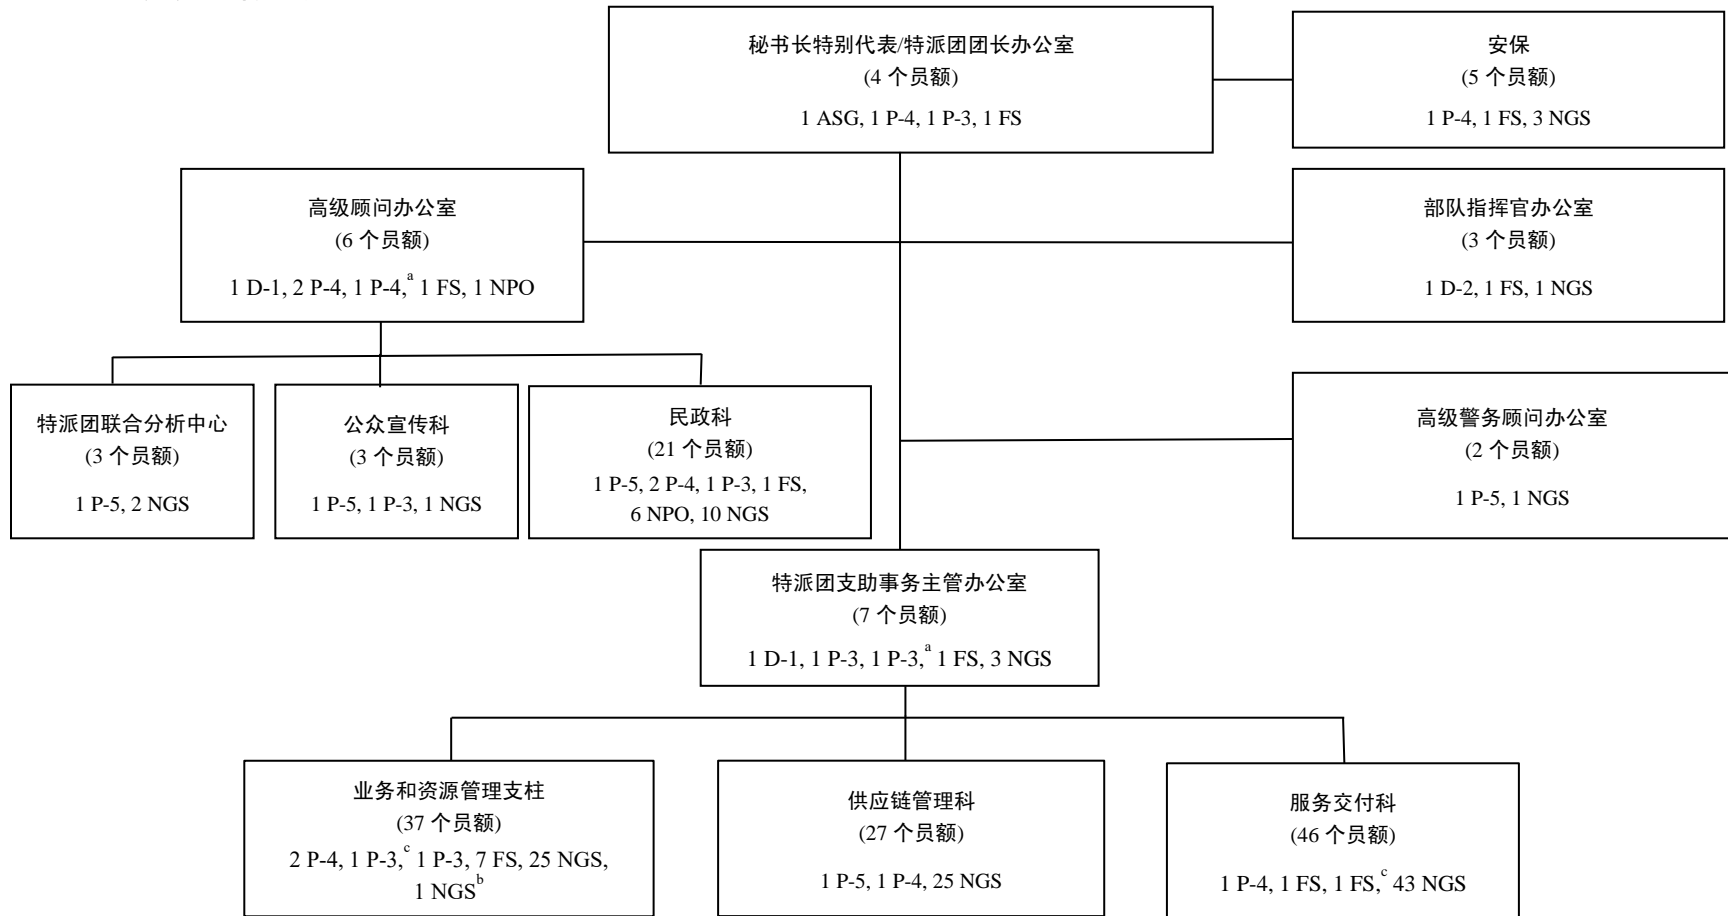 秘书长特别代表/特派团团长办公室
(4 个员额)
1 ASG, 1 P-4, 1 P-3, 1 FS
安保
(5 个员额)
1 P-4, 1 FS, 3 NGS
高级顾问办公室
(6 个员额)
1 D-1, 2 P-4, 1 P-4,a 1 FS, 1 NPO
部队指挥官办公室
(3 个员额)
1 D-2, 1 FS, 1 NGS
特派团联合分析中心
(3 个员额)
1 P-5, 2 NGS
公众宣传科
(3 个员额)
1 P-5, 1 P-3, 1 NGS
民政科
(21 个员额)
1 P-5, 2 P-4, 1 P-3, 1 FS,
6 NPO, 10 NGS
高级警务顾问办公室
(2 个员额)
1 P-5, 1 NGS
特派团支助事务主管办公室
(7 个员额)
1 D-1, 1 P-3, 1 P-3,a 1 FS, 3 NGS
业务和资源管理支柱
(37 个员额)
2 P-4, 1 P-3,c 1 P-3, 7 FS, 25 NGS,
1 NGSb
供应链管理科
(27 个员额)
1 P-5, 1 P-4, 25 NGS
服务交付科
(46 个员额)
1 P-4, 1 FS, 1 FS,c 43 NGS